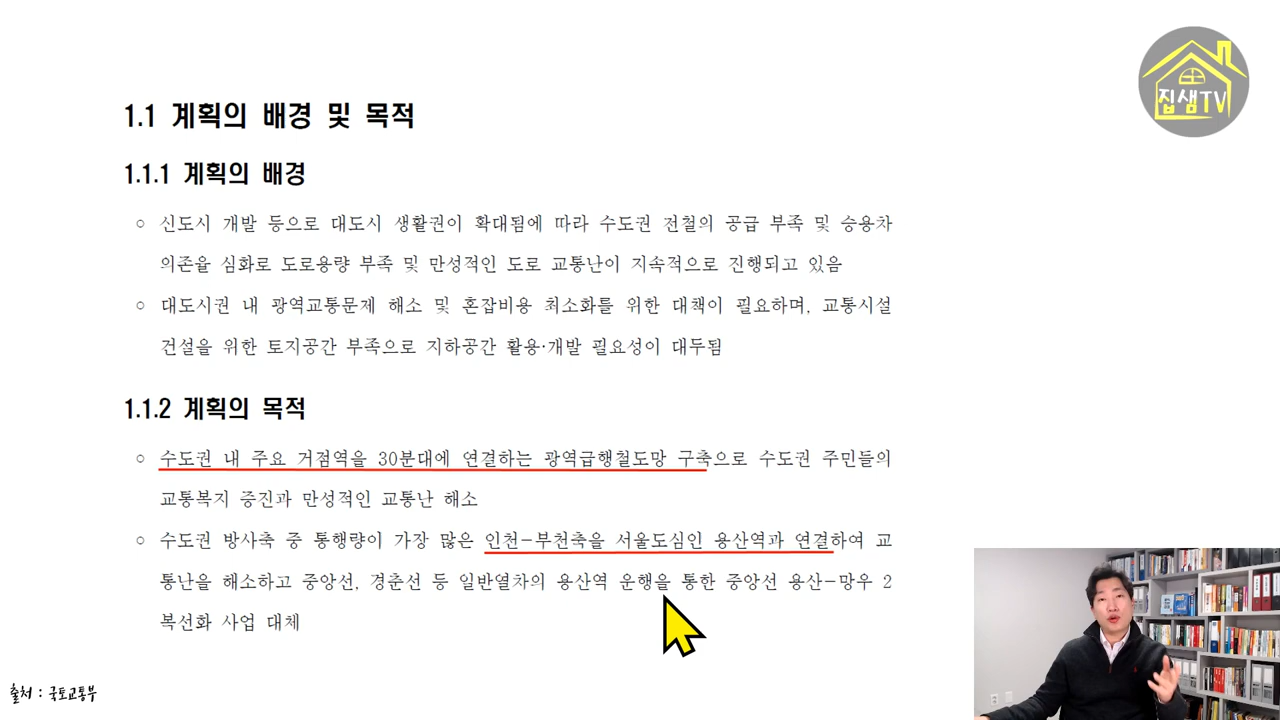 집샘TV
1.1 계획의 배경 및 목적
1.1.1 계획의 배경
○ 신도시 개발 등으로 대도시 생활권이 확대됨에 따라 수도권 전철의 공급 부족 및 승용차
의존율 심화로 도로용량 부족 및 만성적인 도로 교통난이 지속적으로 진행되고 있음
○ 대도시권 내 광역교통문제 해소 및 혼잡비용 최소화를 위한 대책이 필요하며, 교통시설
건설을 위한 토지공간 부족으로 지하공간 활용·개발 필요성이 대두됨
1.1.2 계획의 목적
○ 수도권 내 주요 거점역을 30분대에 연결하는 광역급행철도망 구축으로 수도권 주민들의
교통복지 증진과 만성적인 교통난 해소
○ 수도권 방사축 중 통행량이 가장 많은 인천-부천축을 서울도심인 용산역과 연결하여 교
통난을 해소하고 중앙선, 경춘선 등 일반열차의 용산역 운행을 통한 중앙선 용산-망우 2
복선화 사업 대체
출처 : 국토교통부